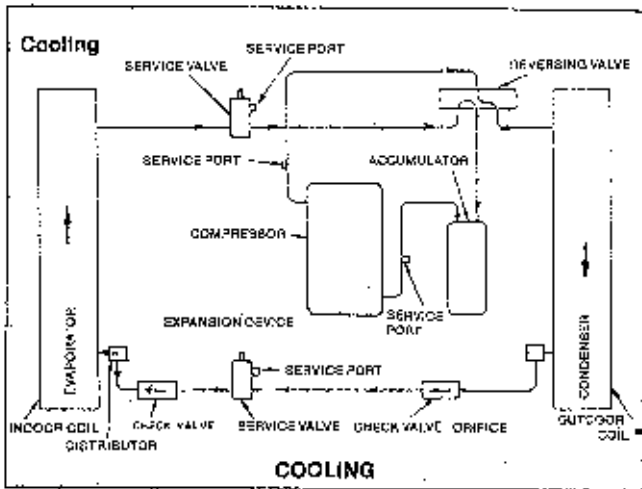 Cooling
SERVICE PORT
SERVICE VALVE
REVERSING VALVE
SERVICE PORT
ACCUMULATOR
COMPRESSOR
SERVICE
PORT
EXPANSION DEVICE
EVAPORATOR
CONDENSER
SERVICE PORT
INDOOR COIL
CHECK VALVE
SERVICE VALVE
CHECK VALVE
ORIFICE
OUTDOOR
COIL
DISTRIBUTOR
COOLING